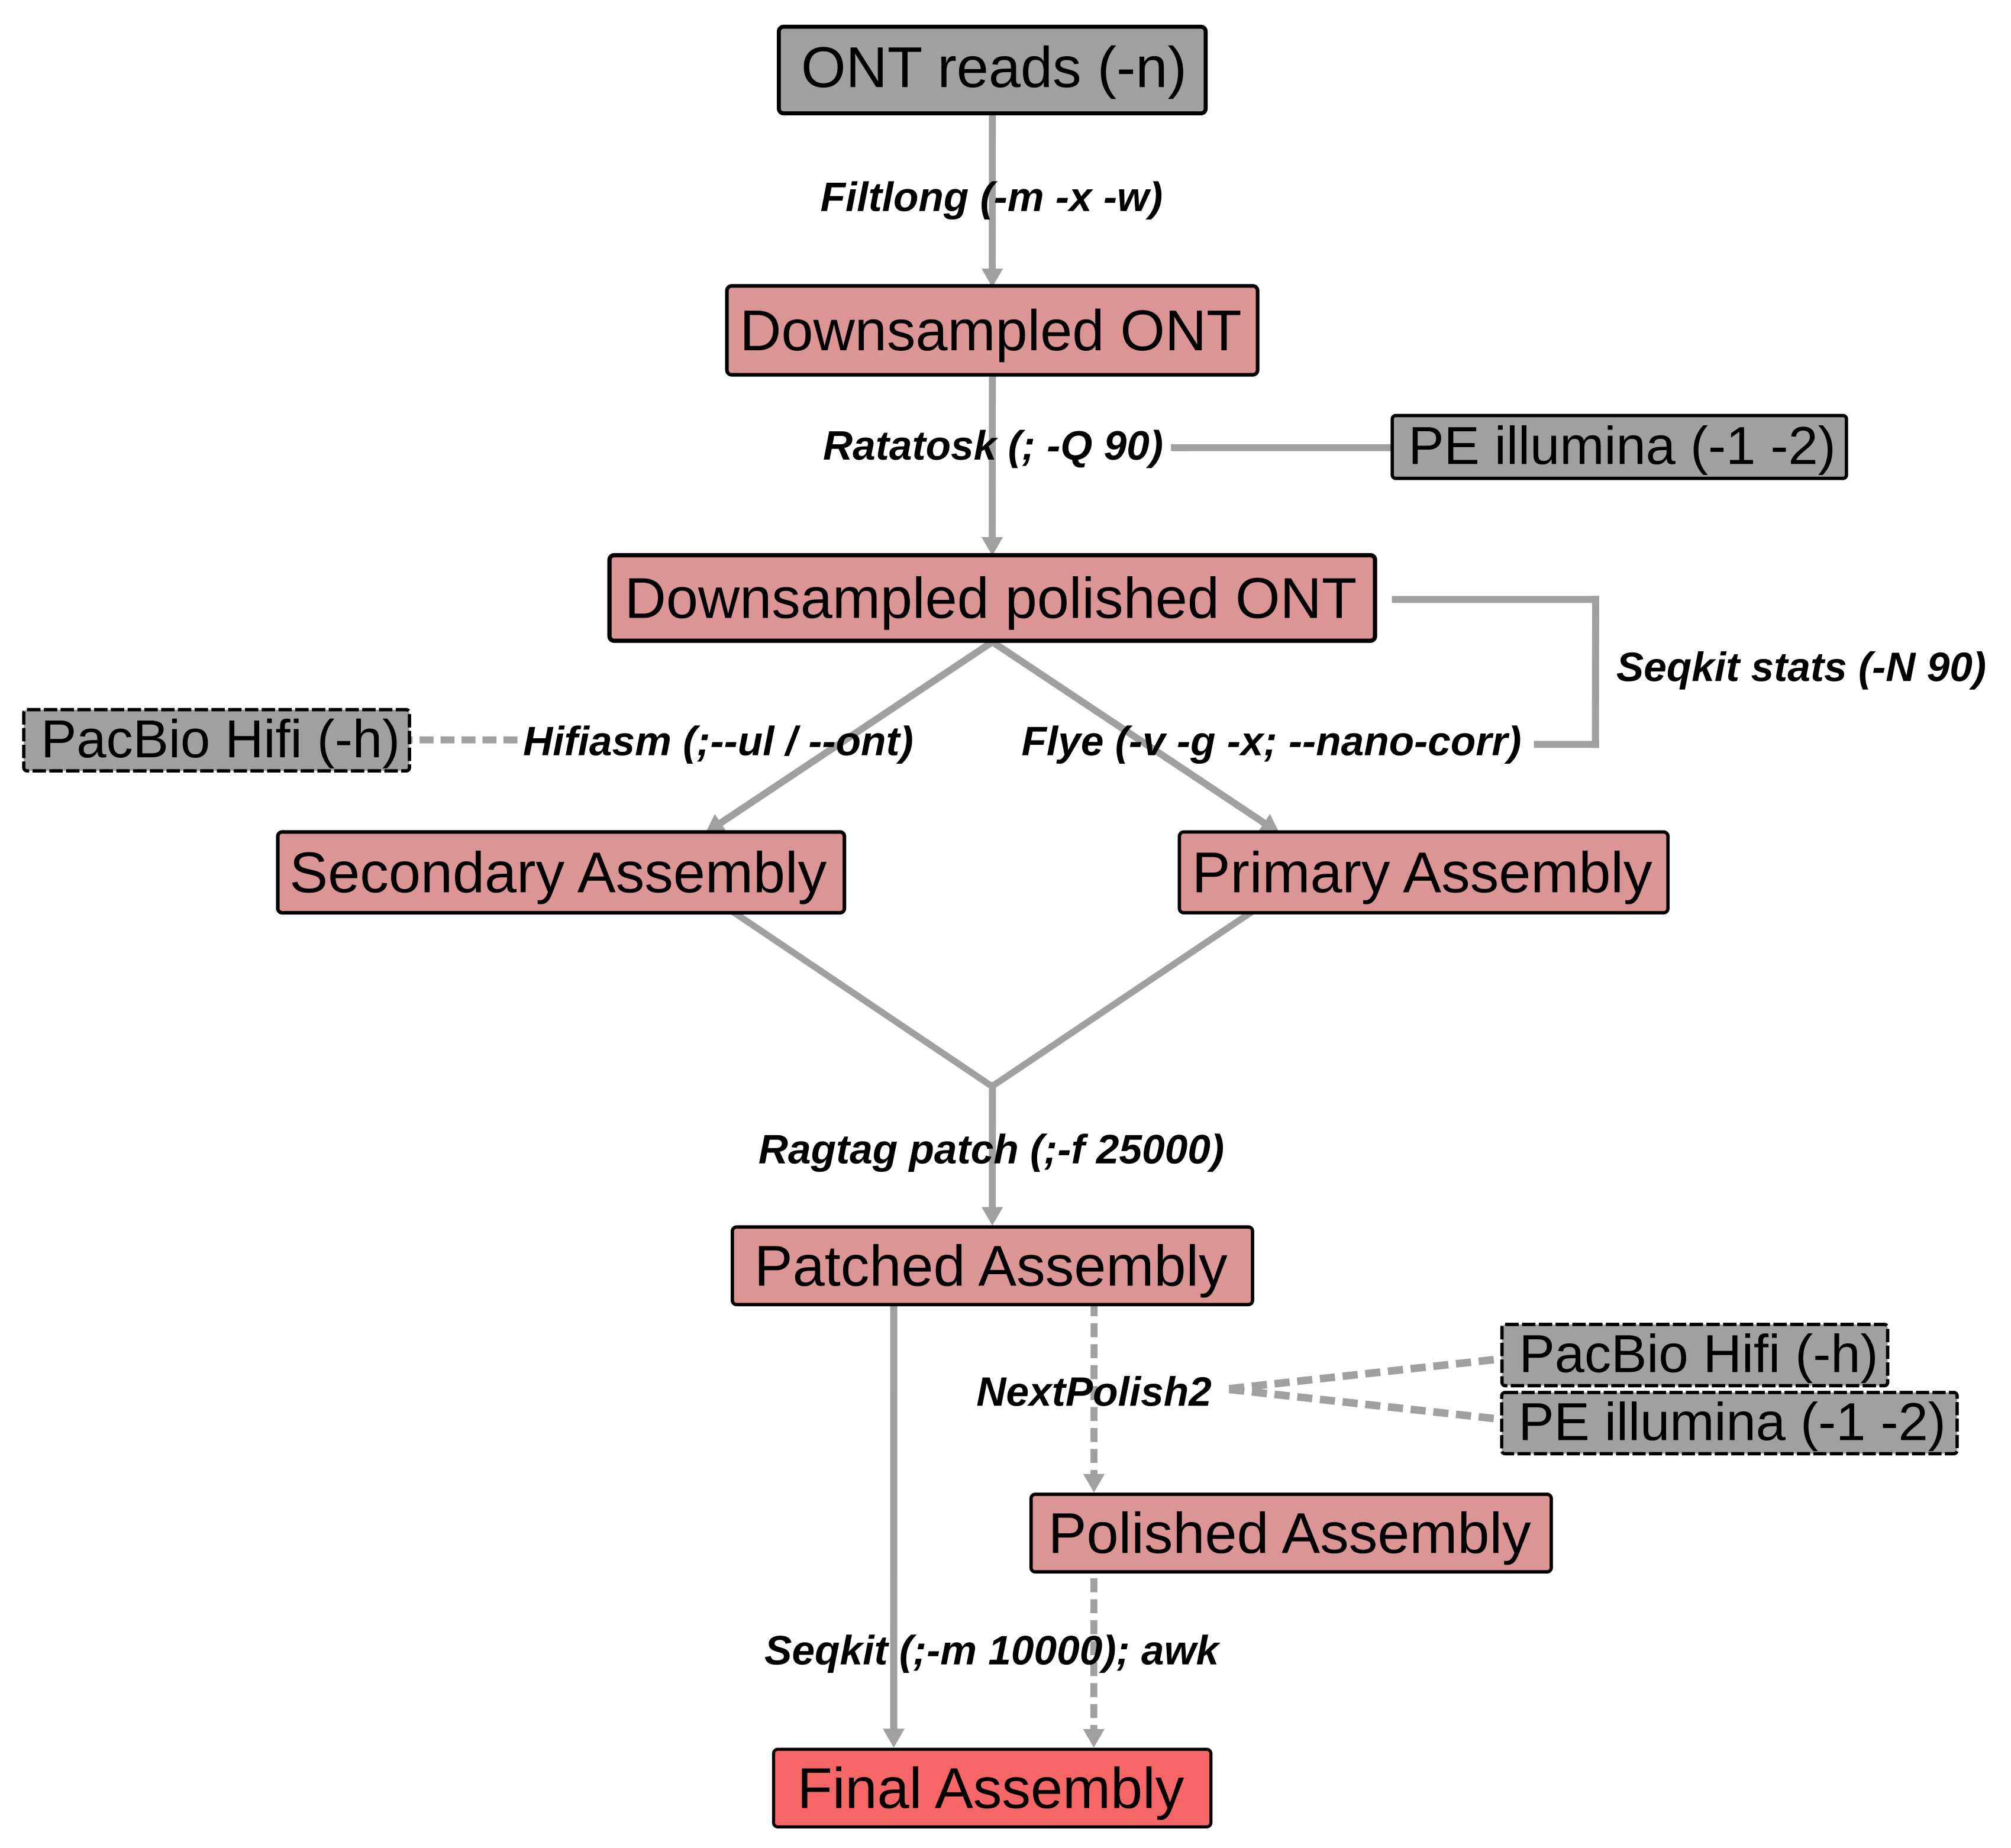 ONT reads (-n)
Filtlong (-m -x -w)
Downsampled ONT
Ratatosk (; -Q 90)
PE illumina (-1 -2)
Downsampled polished ONT
Seqkit stats (-N 90)
PacBio Hifi (-h)
Hifiasm (;--ul / --ont)
Flye (-v -g -x; --nano-corr)
Secondary Assembly
Primary Assembly
Ragtag patch (;-f 25000)
Patched Assembly
PacBio Hifi (-h)
NextPolish2
PE illumina (-1 -2)
Polished Assembly
Seqkit (;-m 10000); awk
Final Assembly